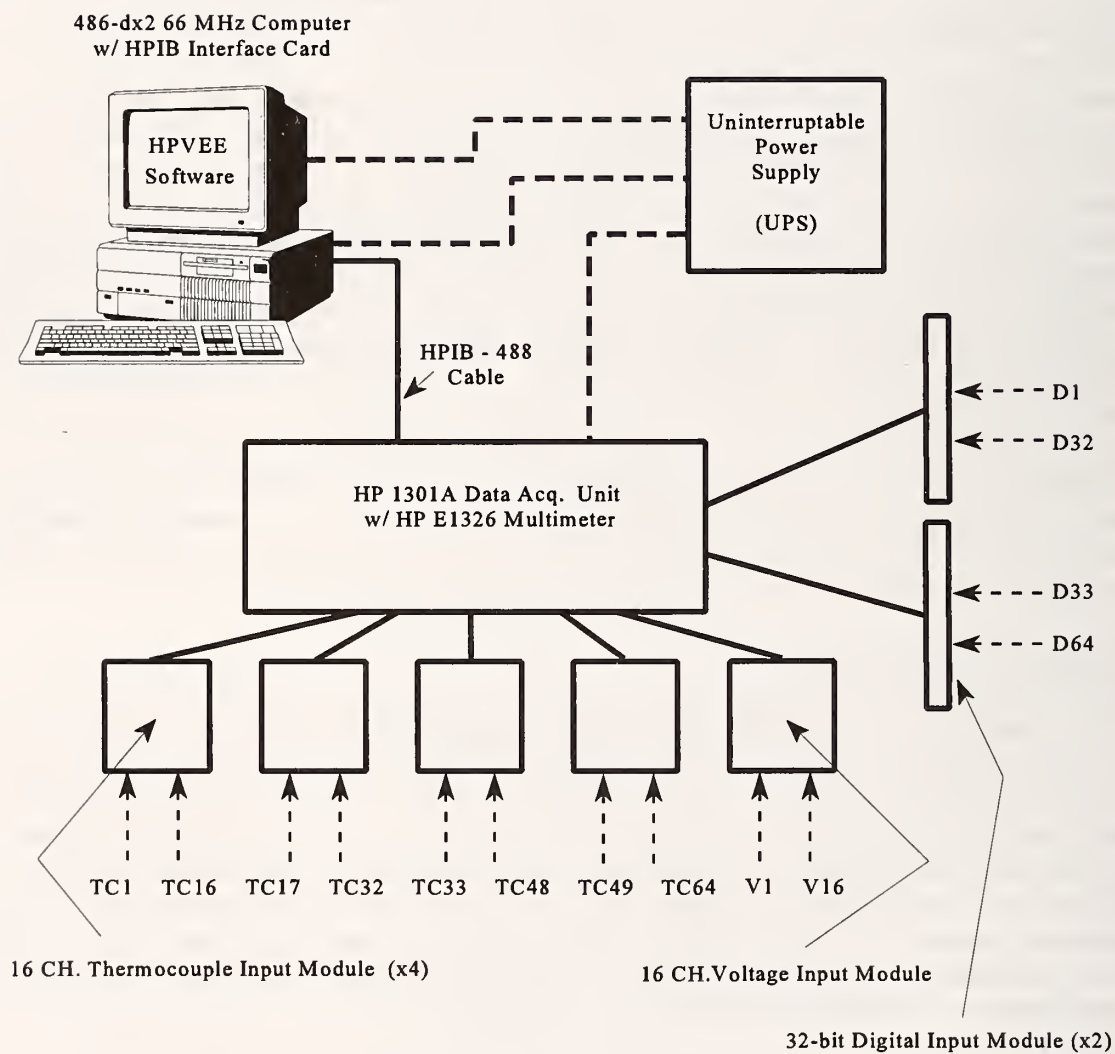 486-dx2 66 MHz Computer
w/ HPIB Interface Card
HPVEE
Software
Uninterruptable
Power
Supply
(UPS)
HPIB - 488
Cable
D1
D32
HP 1301A Data Acq. Unit
w/ HP E1326 Multimeter
D33
D64
TC1 TC16 TC17 TC32 TC33 TC48 TC49 TC64 V1 V16
16 CH. Thermocouple Input Module (x4)
16 CH.Voltage Input Module
32-bit Digital Input Module (x2)